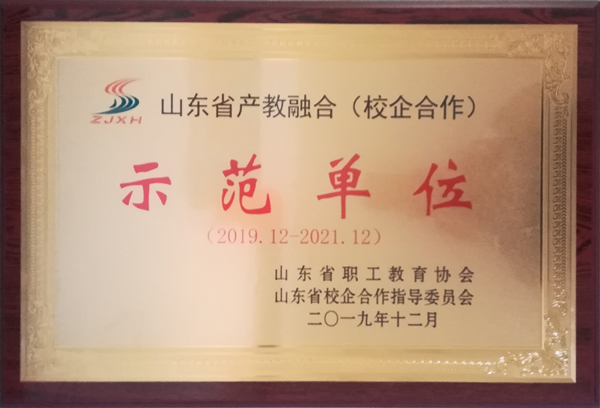 ZJXH
山东省产教融合（校企合作）
示范单位
（2019.12-2021.12）
山东省职工教育协会
山东省校企合作指导委员会
二〇一九年十二月